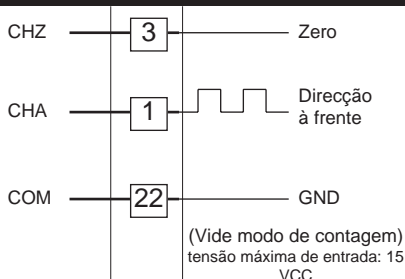 CHZ 3 Zero
CHA 1 Direcção
à frente
COM 22 GND
(Vide modo de contagem)
tensão máxima de entrada: 15
VCC